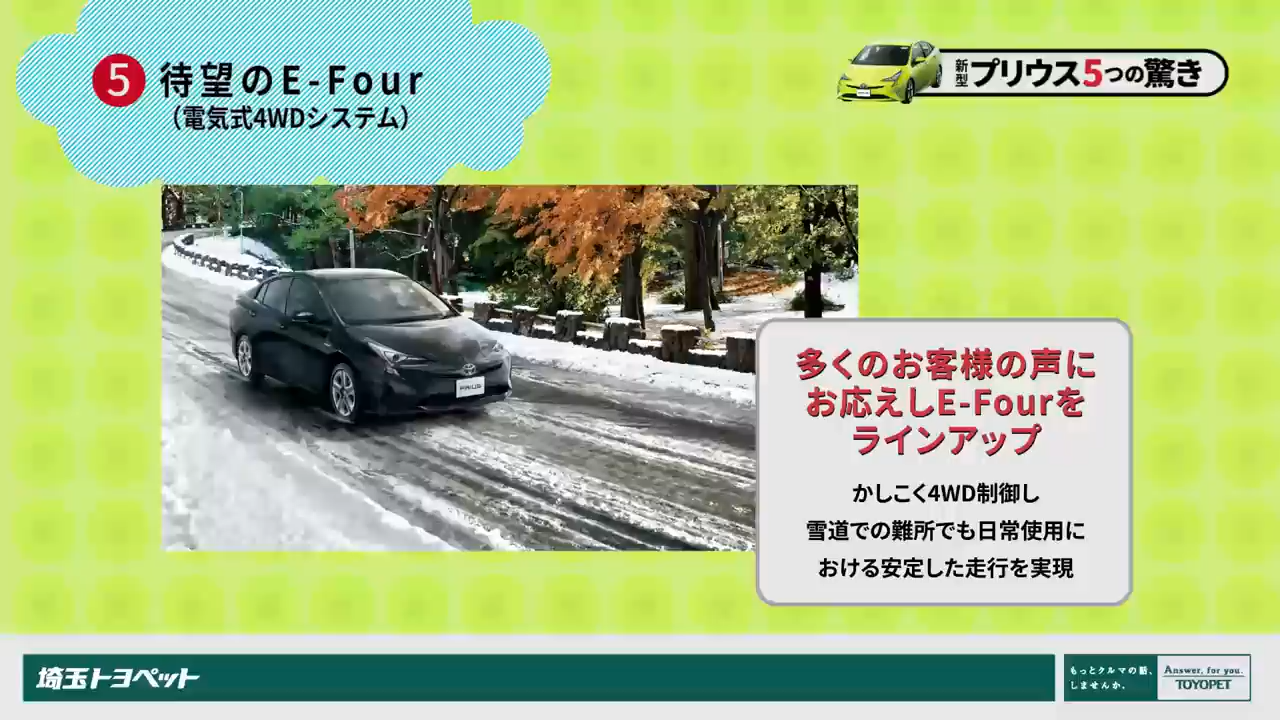 5 待望のE-Four
（電気式4WDシステム）
新型プリウス5つの驚き
PRIUS
多くのお客様の声に
お応えしE-Fourを
ラインアップ
かしこく4WD制御し
雪道での難所でも日常使用に
おける安定した走行を実現
埼玉トヨペット
もっとクルマの話、
しませんか。
Answer, for you.
TOYOPET